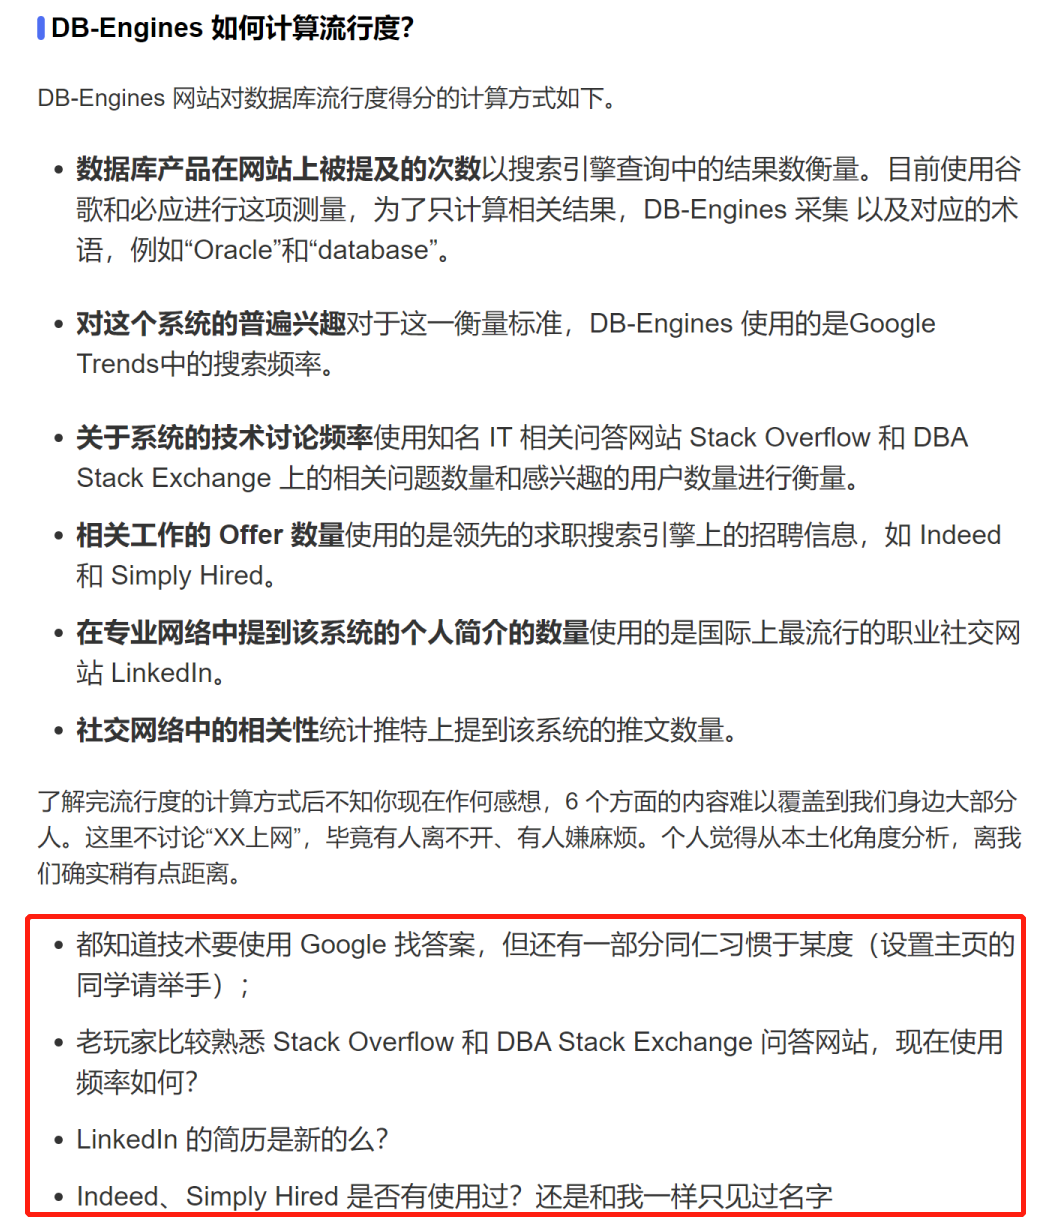 DB-Engines 如何计算流行度？
DB-Engines 网站对数据库流行度得分的计算方式如下。
• 数据库产品在网站上被提及的次数以搜索引擎查询中的结果数衡量。目前使用谷
歌和必应进行这项测量，为了只计算相关结果，DB-Engines 采集 以及对应的术
语，例如“Oracle”和“database”。
• 对这个系统的普遍兴趣对于这一衡量标准，DB-Engines 使用的是Google
Trends中的搜索频率。
• 关于系统的技术讨论频率使用知名 IT 相关问答网站 Stack Overflow 和 DBA
Stack Exchange 上的相关问题数量和感兴趣的用户数量进行衡量。
• 相关工作的 Offer 数量使用的是领先的求职搜索引擎上的招聘信息，如 Indeed
和 Simply Hired。
• 在专业网络中提到该系统的个人简介的数量使用的是国际上最流行的职业社交网
站 LinkedIn。
• 社交网络中的相关性统计推特上提到该系统的推文数量。
了解完流行度的计算方式后不知你现在作何感想，6 个方面的内容难以覆盖到我们身边大部分
人。这里不讨论“XX上网”，毕竟有人离不开、有人嫌麻烦。个人觉得从本土化角度分析，离我
们确实稍有点距离。
• 都知道技术要使用 Google 找答案，但还有一部分同仁习惯于某度（设置主页的
同学请举手）；
• 老玩家比较熟悉 Stack Overflow 和 DBA Stack Exchange 问答网站，现在使用
频率如何？
• LinkedIn 的简历是新的么？
• Indeed、Simply Hired 是否有使用过？还是和我一样只见过名字